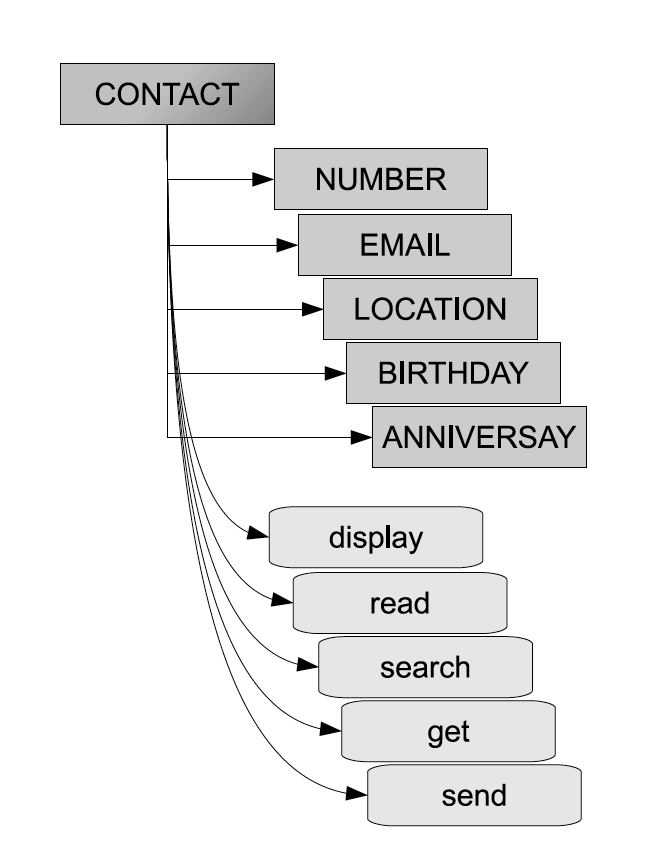 CONTACT
NUMBER
EMAIL
LOCATION
BIRTHDAY
ANNIVERSAY
display
read
search
get
send